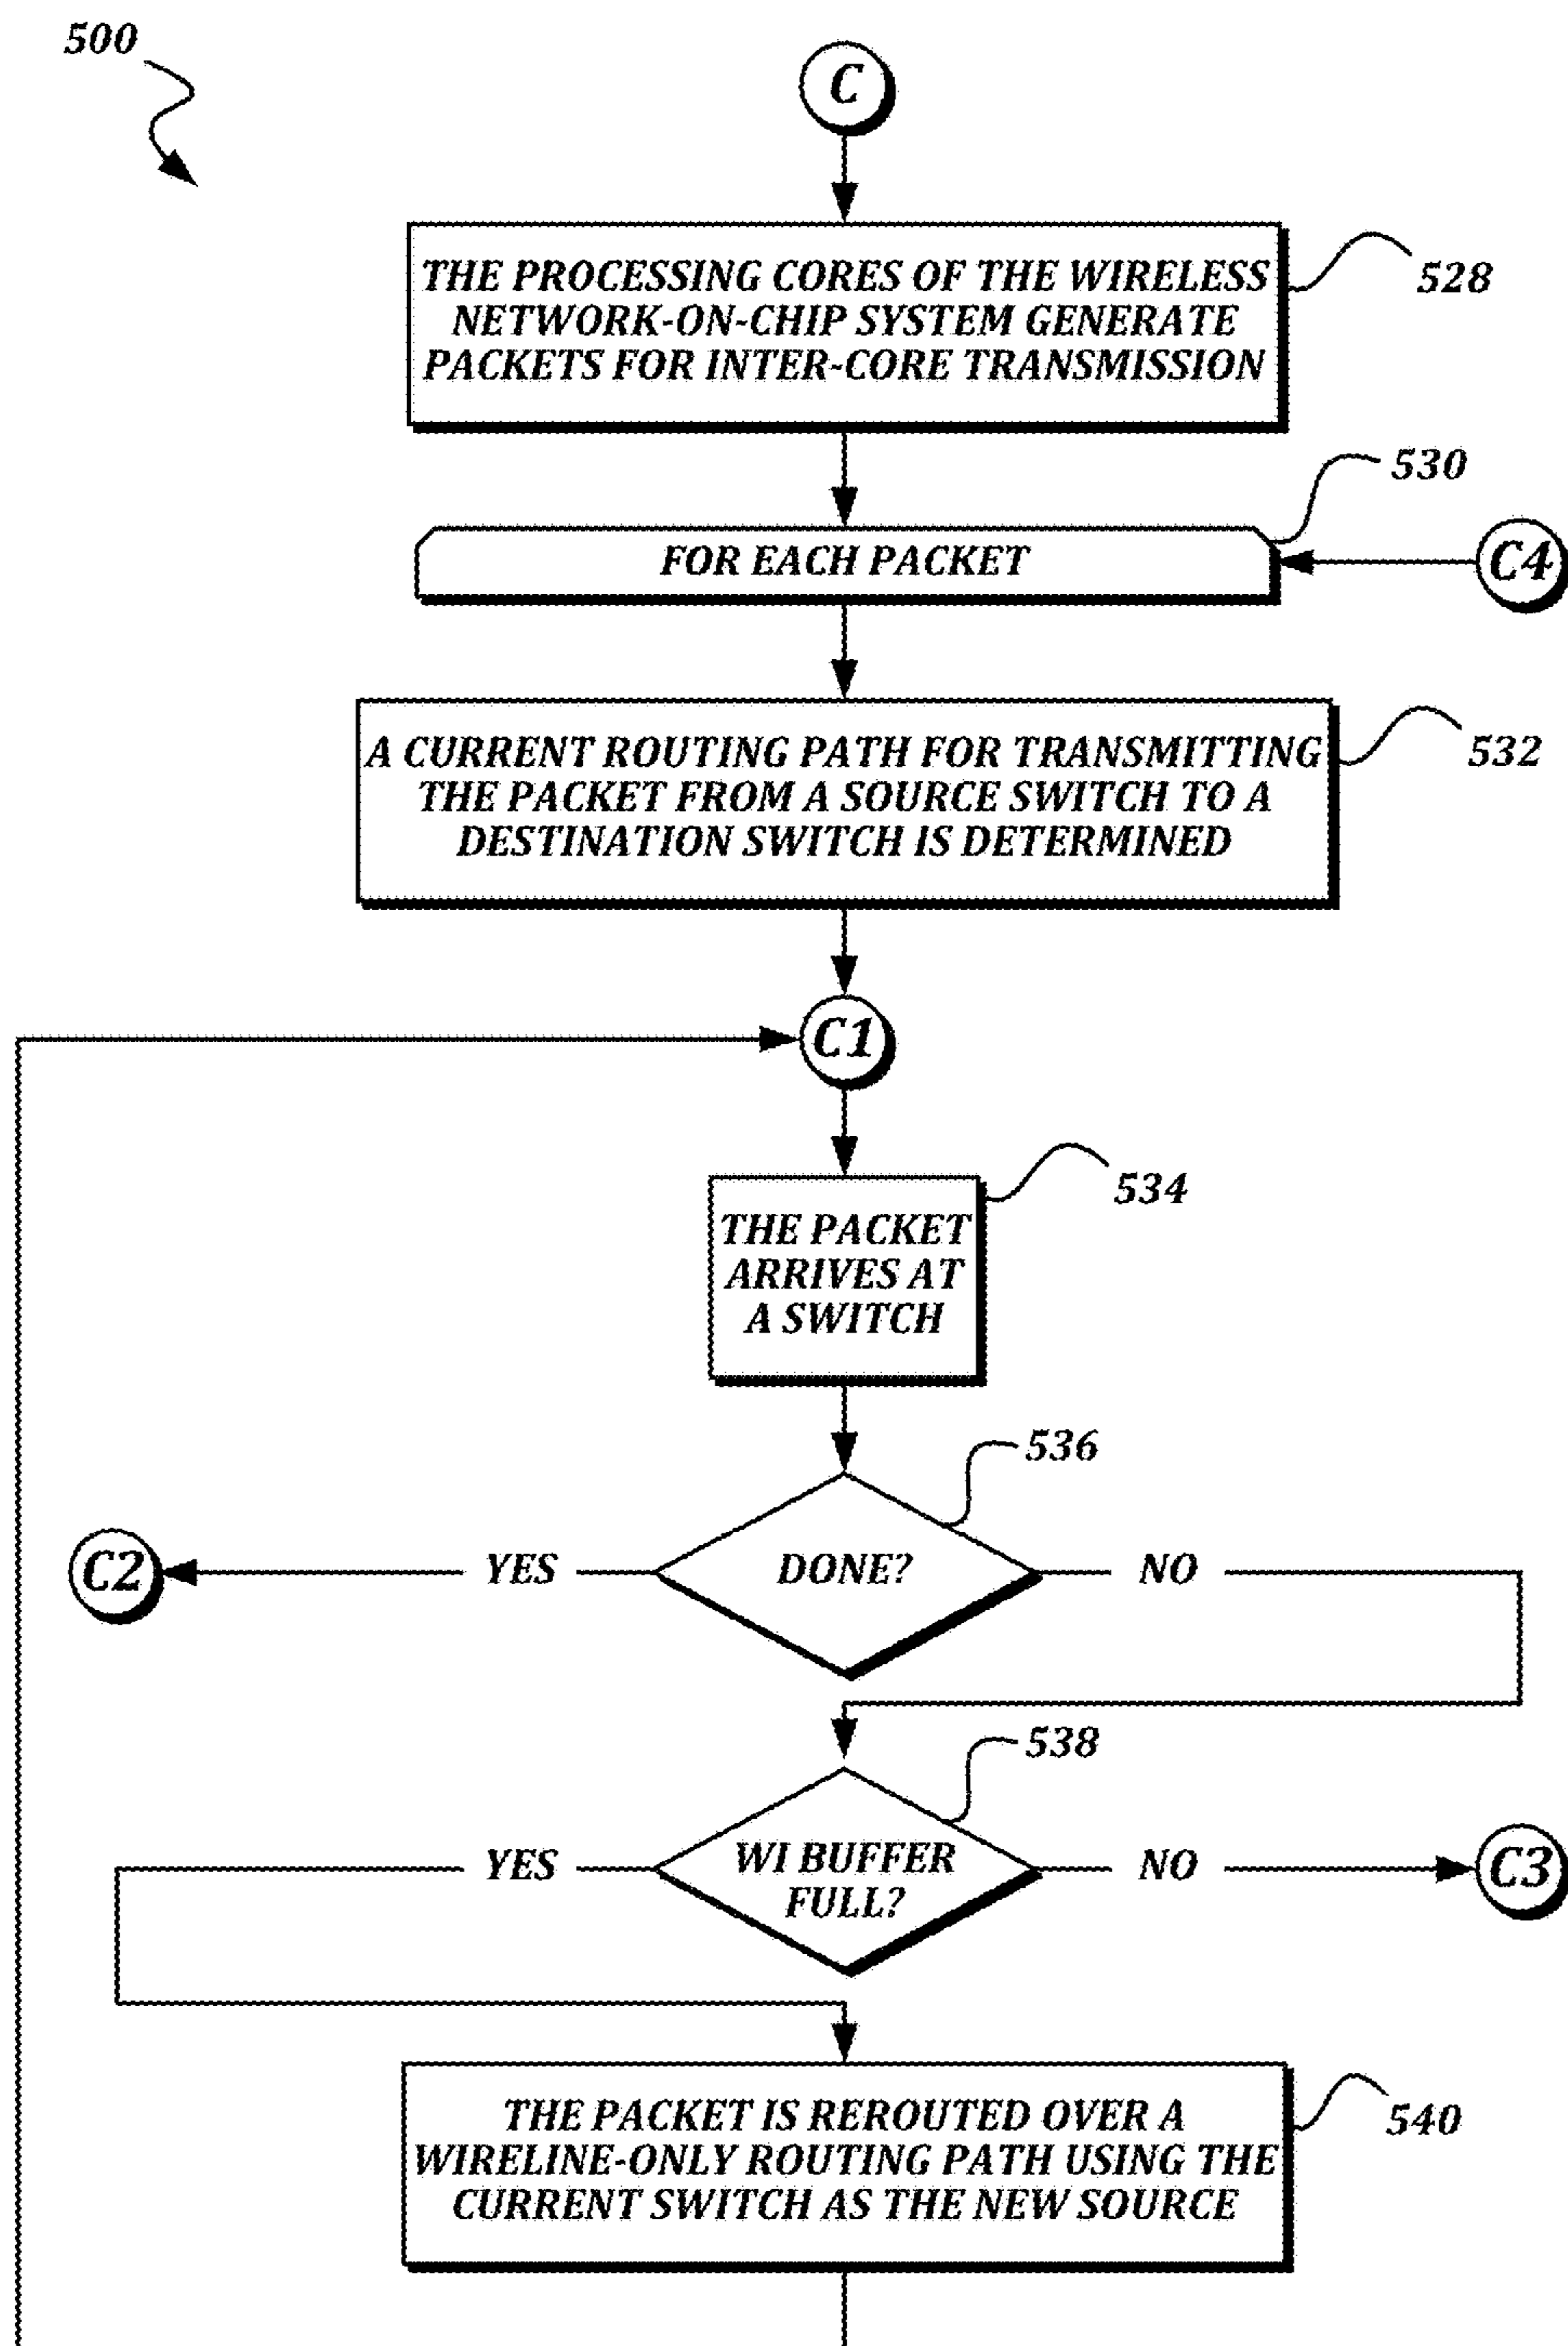 500
C
THE PROCESSING CORES OF THE WIRELESS
NETWORK-ON-CHIP SYSTEM GENERATE
PACKETS FOR INTER-CORE TRANSMISSION
528
530
FOR EACH PACKET
C4
A CURRENT ROUTING PATH FOR TRANSMITTING
THE PACKET FROM A SOURCE SWITCH TO A
DESTINATION SWITCH IS DETERMINED
532
C1
534
THE PACKET
ARRIVES AT
A SWITCH
536
C2
YES
DONE?
NO
538
YES
WI BUFFER
FULL?
NO
C3
THE PACKET IS REROUTED OVER A
WIRELINE-ONLY ROUTING PATH USING THE
CURRENT SWITCH AS THE NEW SOURCE
540